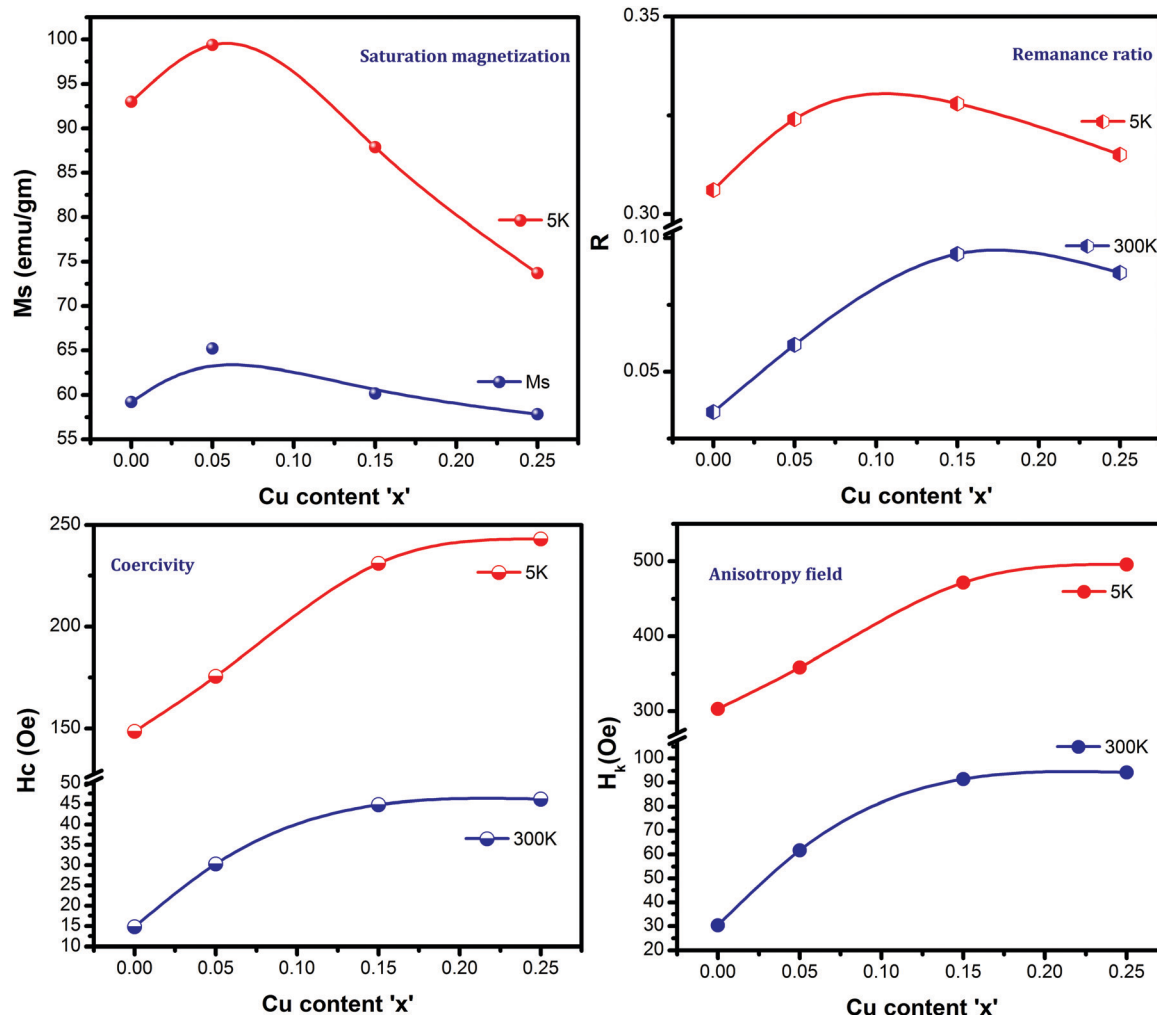 Saturation magnetization
Ms (emu/gm)
100
95
90
85
80
75
70
65
60
55
5K
Ms
0.00 0.05 0.10 0.15 0.20 0.25
Cu content 'x'
Remanance ratio
R
0.35
0.30
0.10
0.05
5K
300K
0.00 0.05 0.10 0.15 0.20 0.25
Cu content 'x'
Coercivity
Hc (Oe)
250
200
150
50
45
40
35
30
25
20
15
10
5K
300K
0.00 0.05 0.10 0.15 0.20 0.25
Cu content 'x'
Anisotropy field
Hk(Oe)
500
400
300
100
90
80
70
60
50
40
30
20
5K
300K
0.00 0.05 0.10 0.15 0.20 0.25
Cu content 'x'